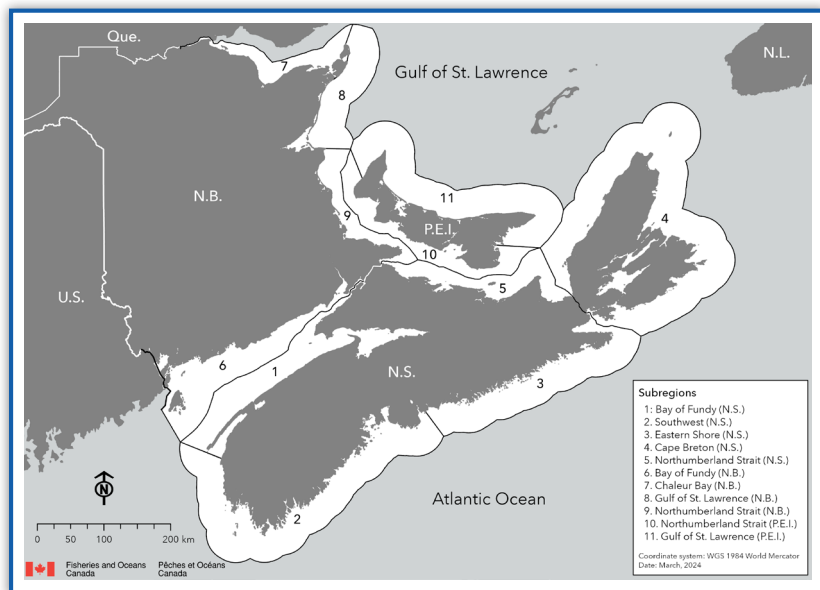 Que.
N.L.
Gulf of St. Lawrence
7
8
N.B.
11
4
9
P.E.I.
10
U.S.
5
6
1
N.S.
3
2
Atlantic Ocean
N
0 50 100 200 km
Fisheries and Oceans Canada
Pêches et Océans Canada
Subregions
1: Bay of Fundy (N.S.)
2. Southwest (N.S.)
3. Eastern Shore (N.S.)
4. Cape Breton (N.S.)
5. Northumberland Strait (N.S.)
6. Bay of Fundy (N.B.)
7. Chaleur Bay (N.B.)
8. Gulf of St. Lawrence (N.B.)
9. Northumberland Strait (N.B.)
10. Northumberland Strait (P.E.I.)
11. Gulf of St. Lawrence (P.E.I.)
Coordinate system: WGS 1984 World Mercator
Date: March, 2024